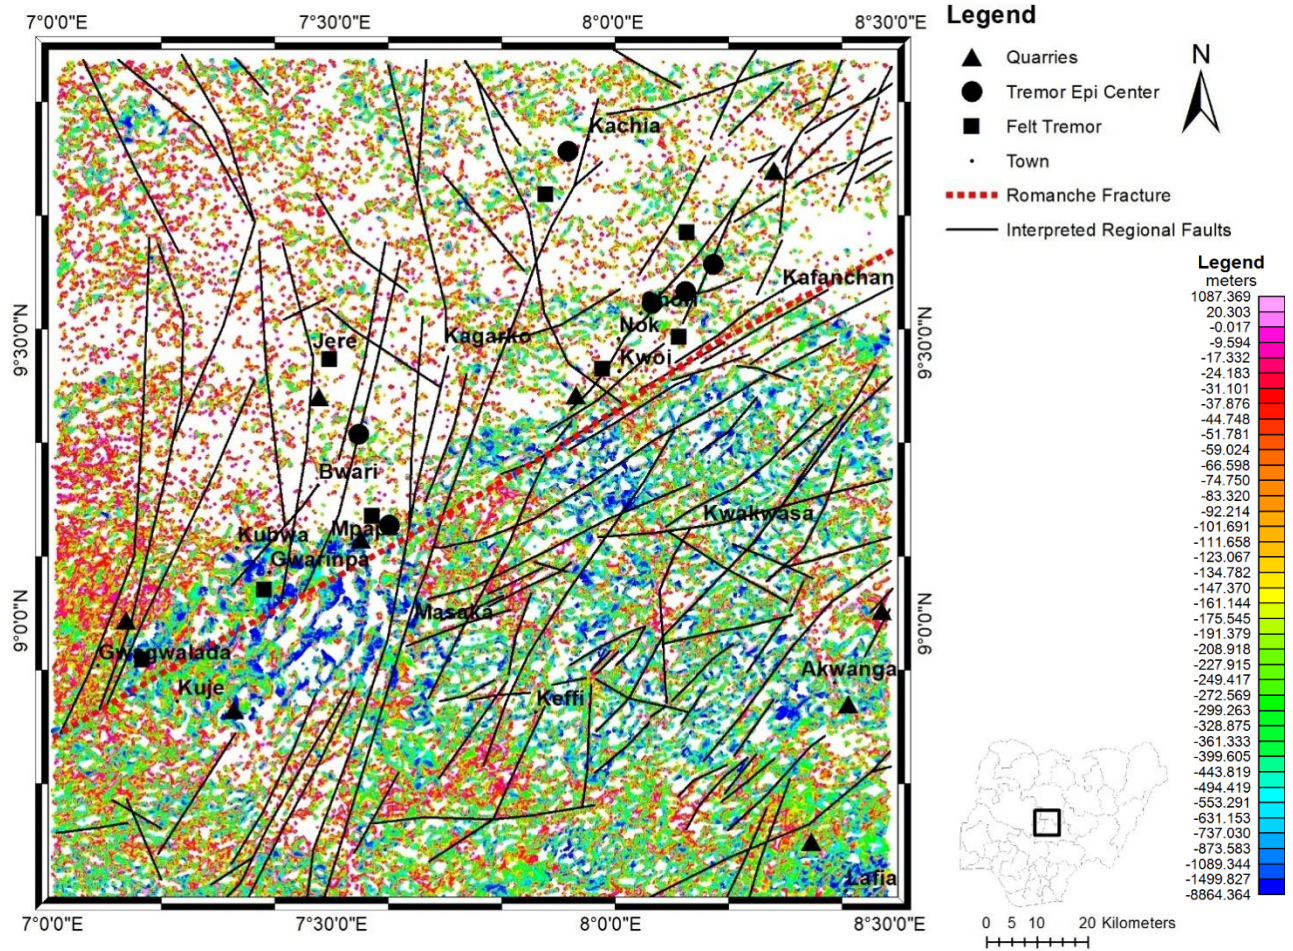 7°0'0"E 7°30'0"E 8°0'0"E 8°30'0"E
Legend
Quarries
Tremor Epi Center
Felt Tremor
Town
Romanche Fracture
Interpreted Regional Faults
N
Kachia
Kafanchan
Nok
Kagarko
Jere
Kwoi
9°30'0"N
9°30'0"N
Bwari
Kwakwasa
Kubwa
Gwarinpa
Masaka
9°0'0"N
9°0'0"N
Gwagwalada
Akwanga
Kuje
Keffi
Lafia
7°0'0"E 7°30'0"E 8°0'0"E 8°30'0"E
Legend
meters
1087.369
20.303
-0.017
-9.594
-17.332
-24.183
-31.101
-37.876
-44.748
-51.781
-59.024
-66.598
-74.750
-83.320
-92.214
-101.691
-111.658
-123.067
-134.782
-147.370
-161.144
-175.545
-191.379
-208.918
-227.915
-249.417
-272.569
-299.263
-328.875
-361.333
-399.605
-443.819
-494.419
-553.291
-631.153
-737.030
-873.583
-1089.344
-1499.827
-8864.364
0 5 10 20 Kilometers